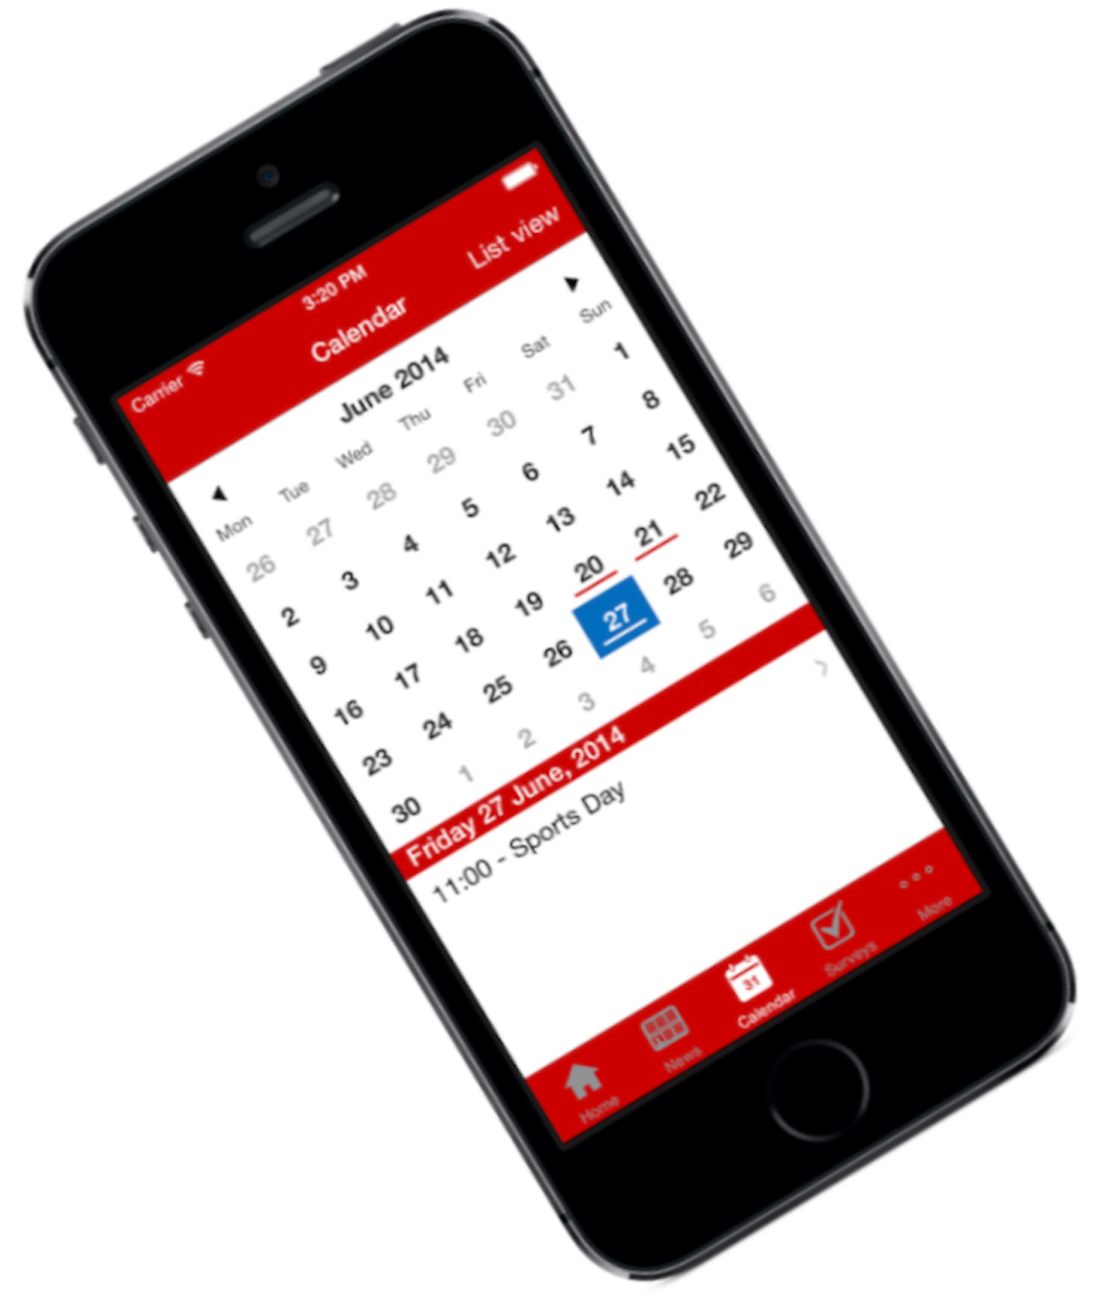 Carrier 3:20 PM
Calendar List view
June 2014
Mon Tue Wed Thu Fri Sat Sun
26 27 28 29 30 31 1
2 3 4 5 6 7 8
9 10 11 12 13 14 15
16 17 18 19 20 21 22
23 24 25 26 27 28 29
30 1 2 3 4 5 6
Friday 27 June, 2014
11:00 - Sports Day
31
Home News Calendar Surveys More